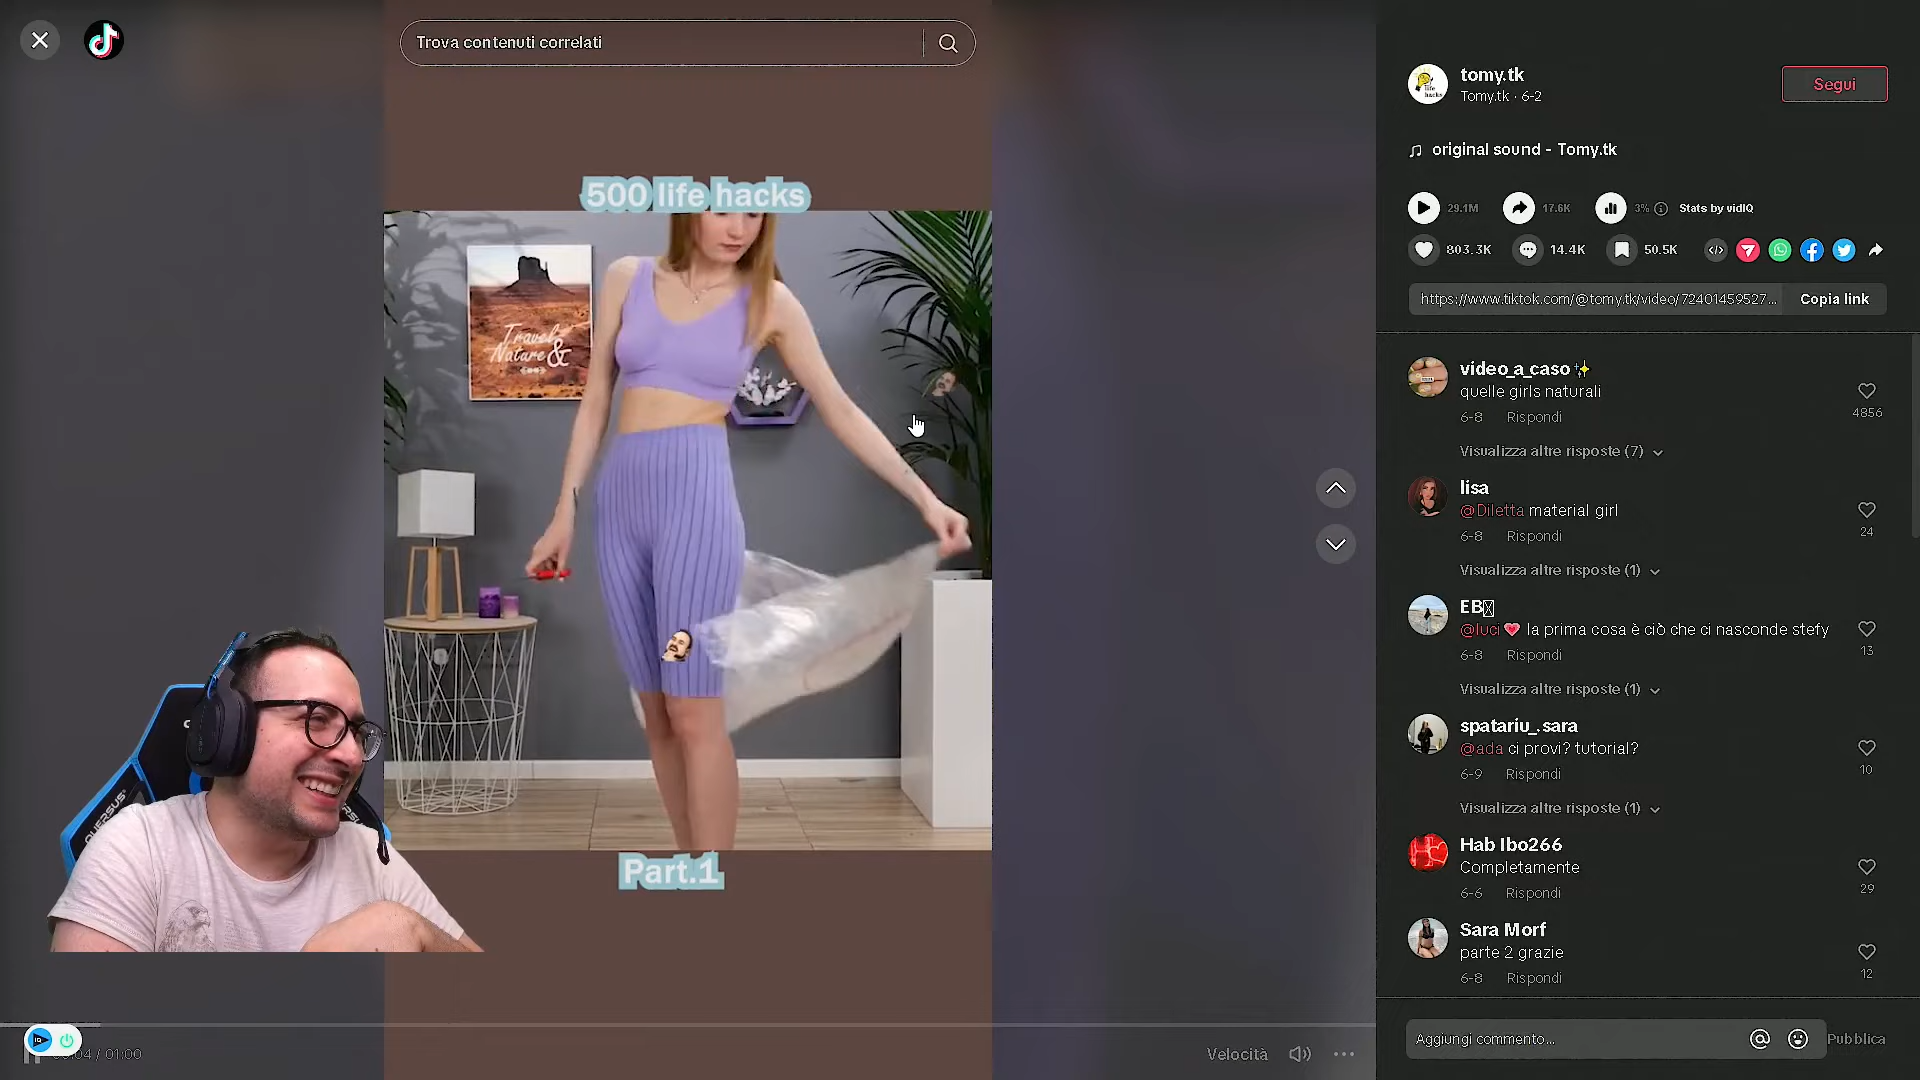 Trova contenuti correlati
500 life hacks
Travel
& Nature
Part.1
QUERSUS
04 / 01:00
Velocità
tomy.tk
Tomy.tk · 6-2
Segui
original sound - Tomy.tk
29.1M
17.6K
3%
Stats by vidIQ
803.3K
14.4K
50.5K
https://www.tiktok.com/@tomy.tk/video/72401459527...
Copia link
video_a_caso✨
quelle girls naturali
6-8 Rispondi
4856
Visualizza altre risposte (7)
lisa
@Diletta material girl
6-8 Rispondi
24
Visualizza altre risposte (1)
EB
@luci💗 la prima cosa è ciò che ci nasconde stefy
6-8 Rispondi
13
Visualizza altre risposte (1)
spatariu_.sara
@ada ci provi? tutorial?
6-9 Rispondi
10
Visualizza altre risposte (1)
Hab Ibo266
Completamente
6-6 Rispondi
29
Sara Morf
parte 2 grazie
6-8 Rispondi
12
Aggiungi commento...
Pubblica